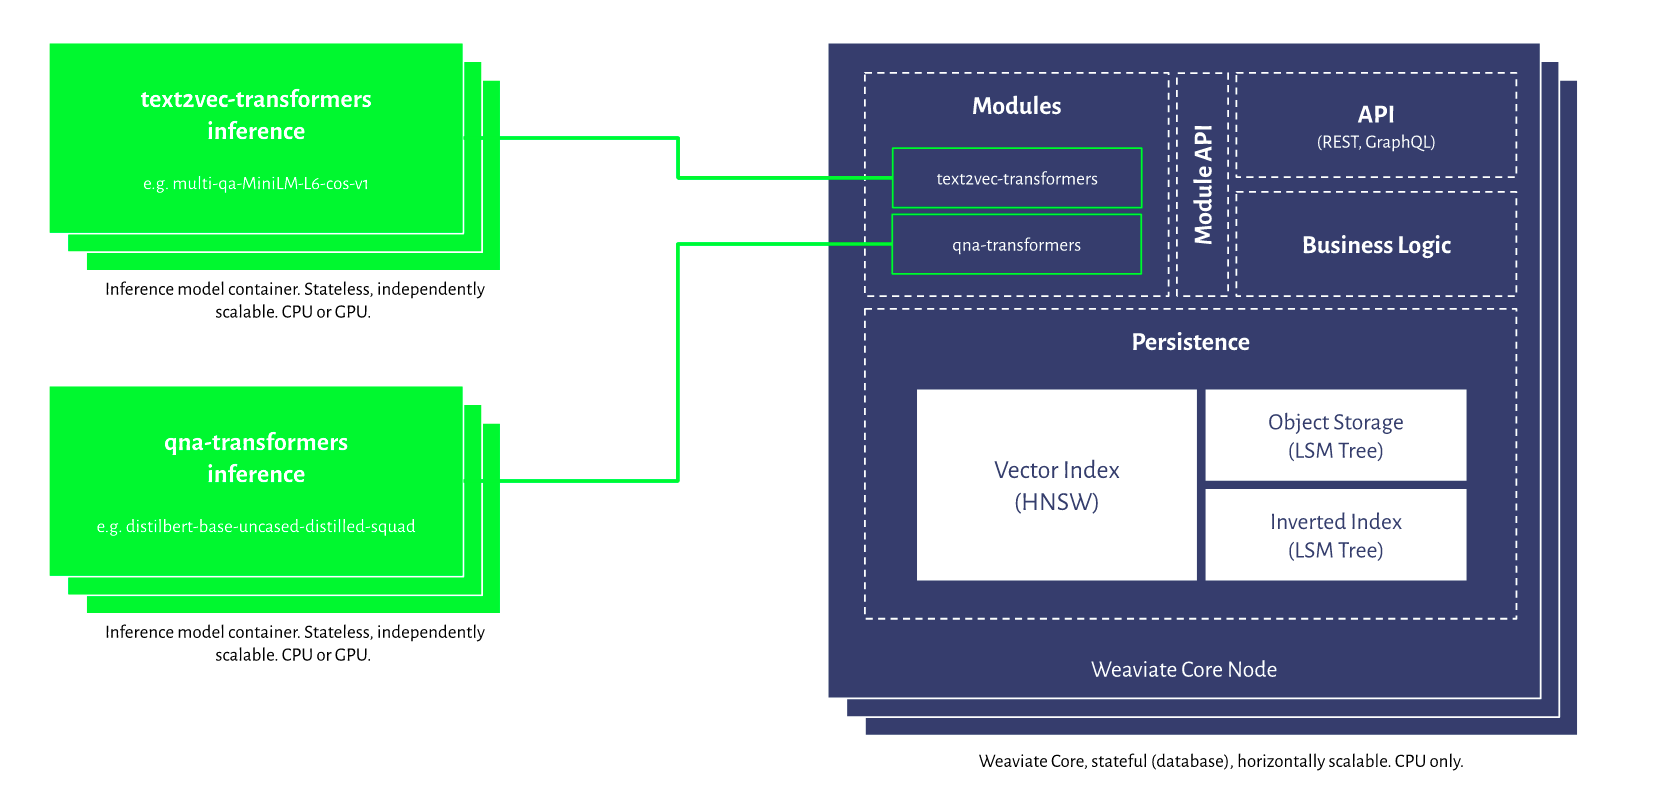 text2vec-transformers
inference
e.g. multi-qa-MiniLM-L6-cos-v1
Inference model container. Stateless, independently
scalable. CPU or GPU.
qna-transformers
inference
e.g. distilbert-base-uncased-distilled-squad
Inference model container. Stateless, independently
scalable. CPU or GPU.
Modules
text2vec-transformers
qna-transformers
Module API
API
(REST, GraphQL)
Business Logic
Persistence
Vector Index
(HNSW)
Object Storage
(LSM Tree)
Inverted Index
(LSM Tree)
Weaviate Core Node
Weaviate Core, stateful (database), horizontally scalable. CPU only.